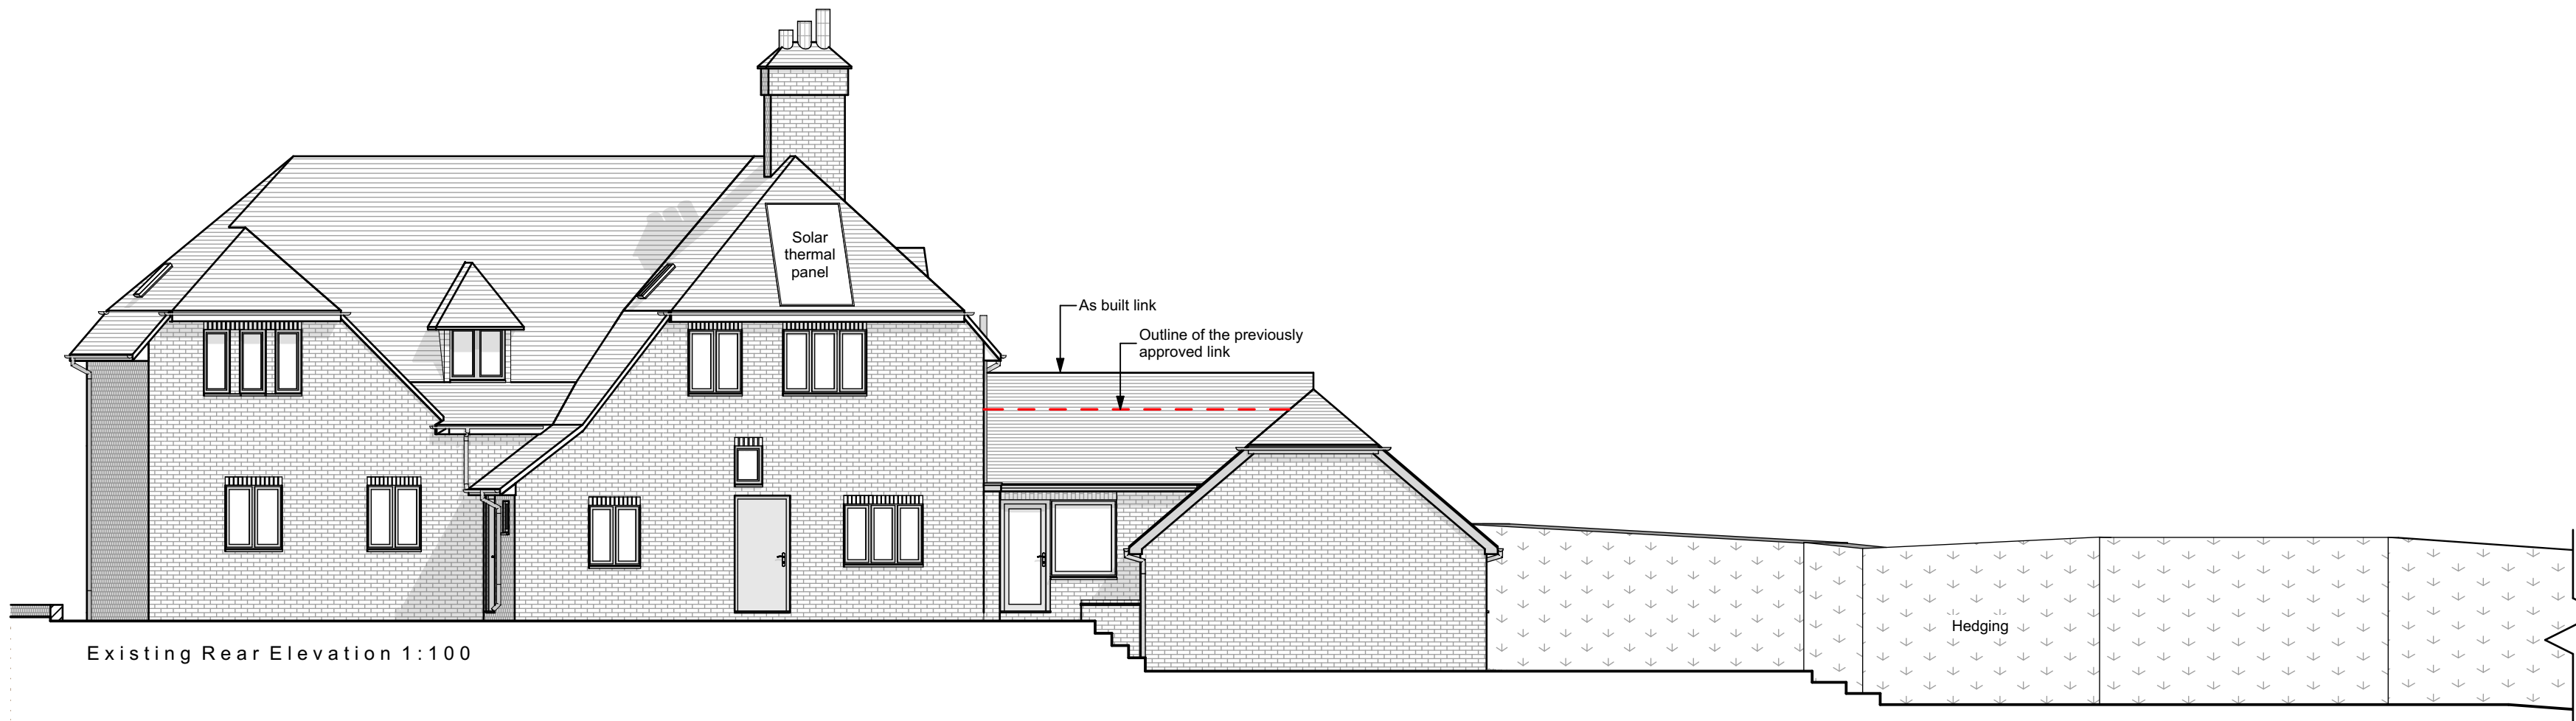 Solar
thermal
panel
As built link
Outline of the previously
approved link
Hedging
Existing Rear Elevation 1:100